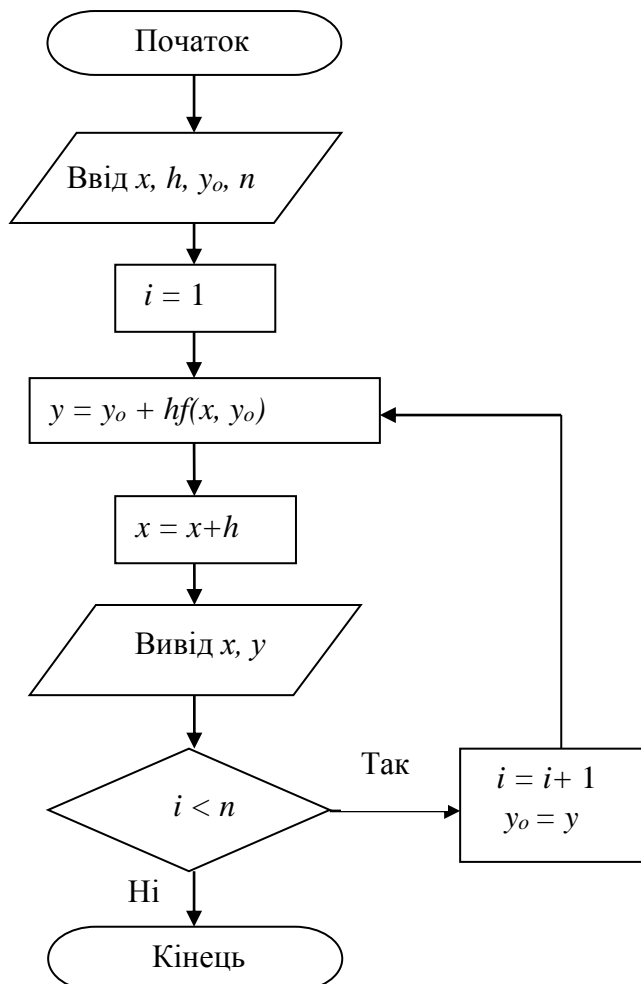 Початок
Ввід x, h, yₒ, n
i = 1
y = yₒ + hf(x, yₒ)
x = x+h
Вивід x, y
i < n
Так
i = i+ 1
yₒ = y
Ні
Кінець